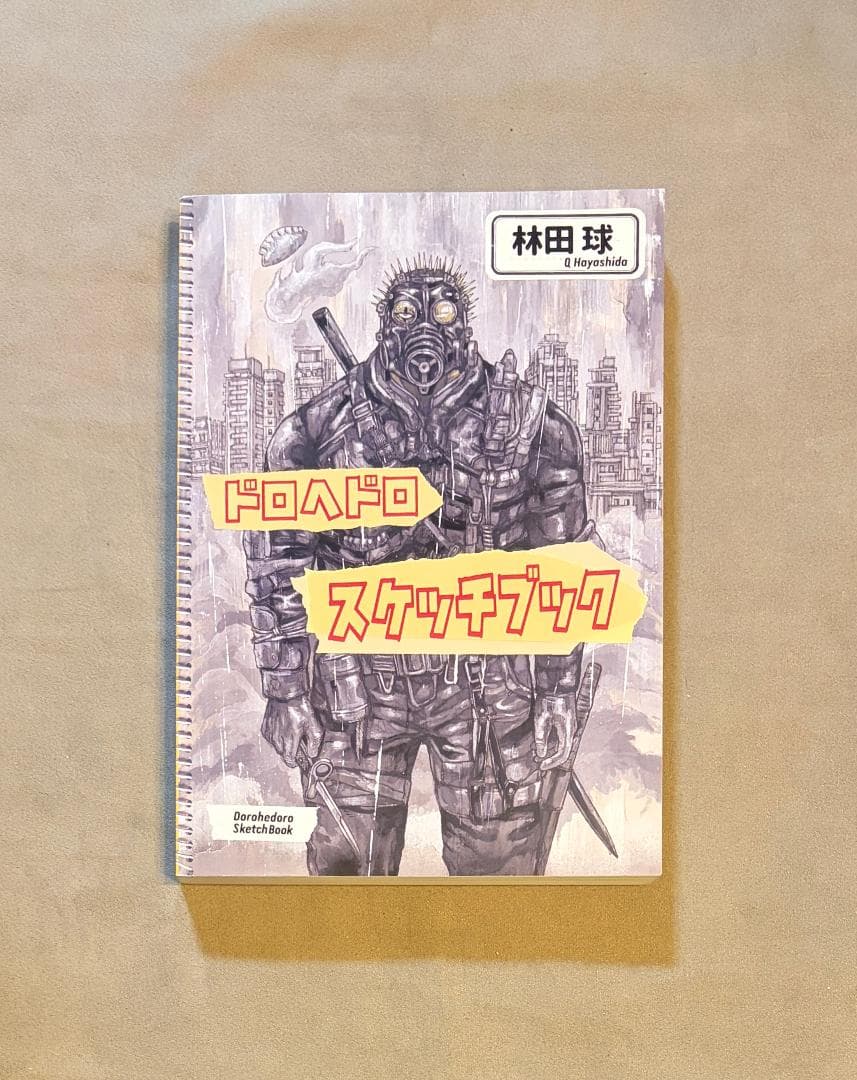 林田 球
Q Hayashida
ドロヘドロ
スケッチブック
Dorohedoro
SketchBook